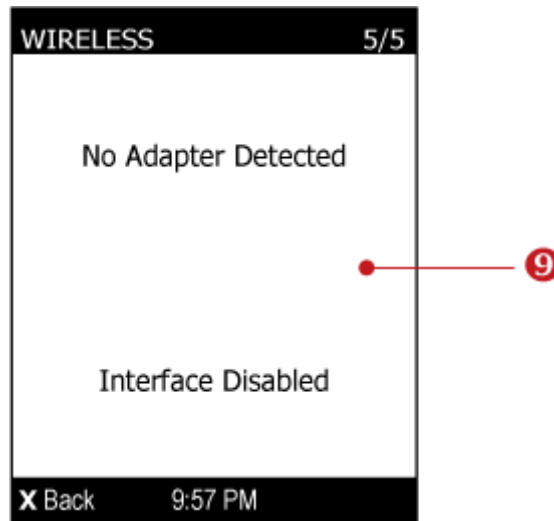 WIRELESS 5/5
No Adapter Detected
9
Interface Disabled
X Back 9:57 PM